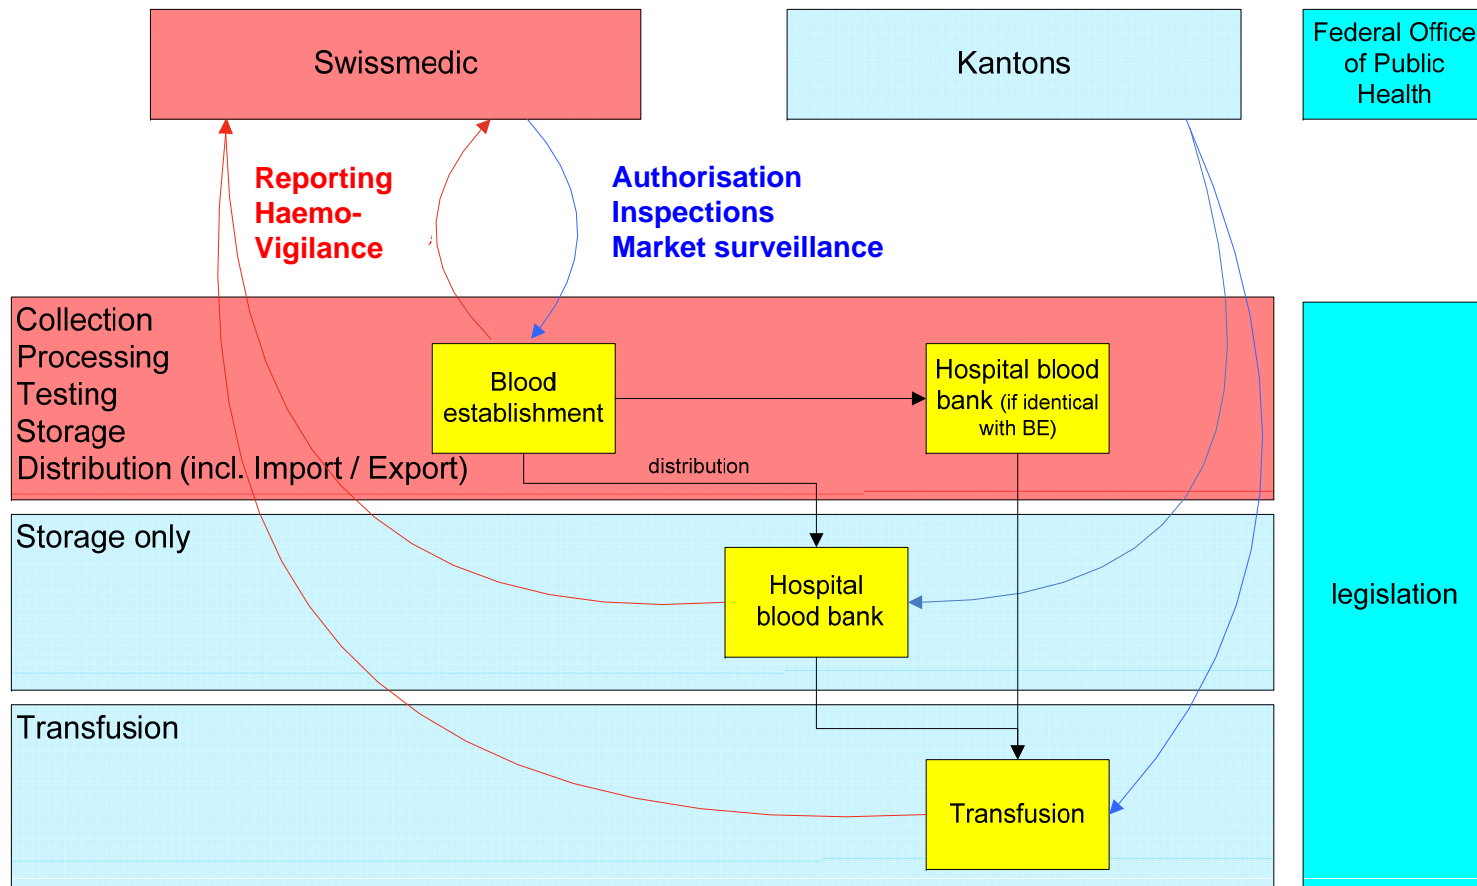 Swissmedic
Kantons
Federal Office
of Public
Health
Reporting
Haemo-
Vigilance
Authorisation
Inspections
Market surveillance
Collection
Processing
Testing
Storage
Distribution (incl. Import / Export)
Blood
establishment
Hospital blood
bank (if identical
with BE)
distribution
Storage only
Hospital
blood bank
legislation
Transfusion
Transfusion